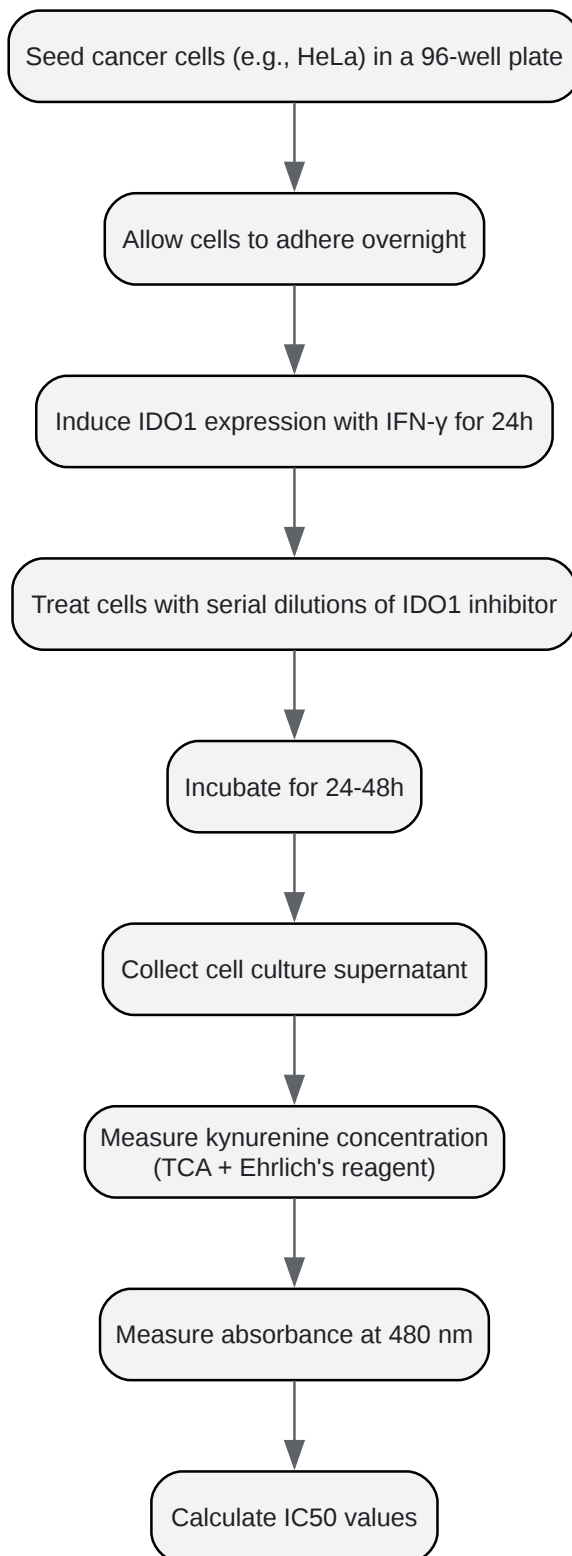 Seed cancer cells (e.g., HeLa) in a 96-well plate
Allow cells to adhere overnight
Induce IDO1 expression with IFN-γ for 24h
Treat cells with serial dilutions of IDO1 inhibitor
Incubate for 24-48h
Collect cell culture supernatant
Measure kynurenine concentration
(TCA + Ehrlich's reagent)
Measure absorbance at 480 nm
Calculate IC50 values